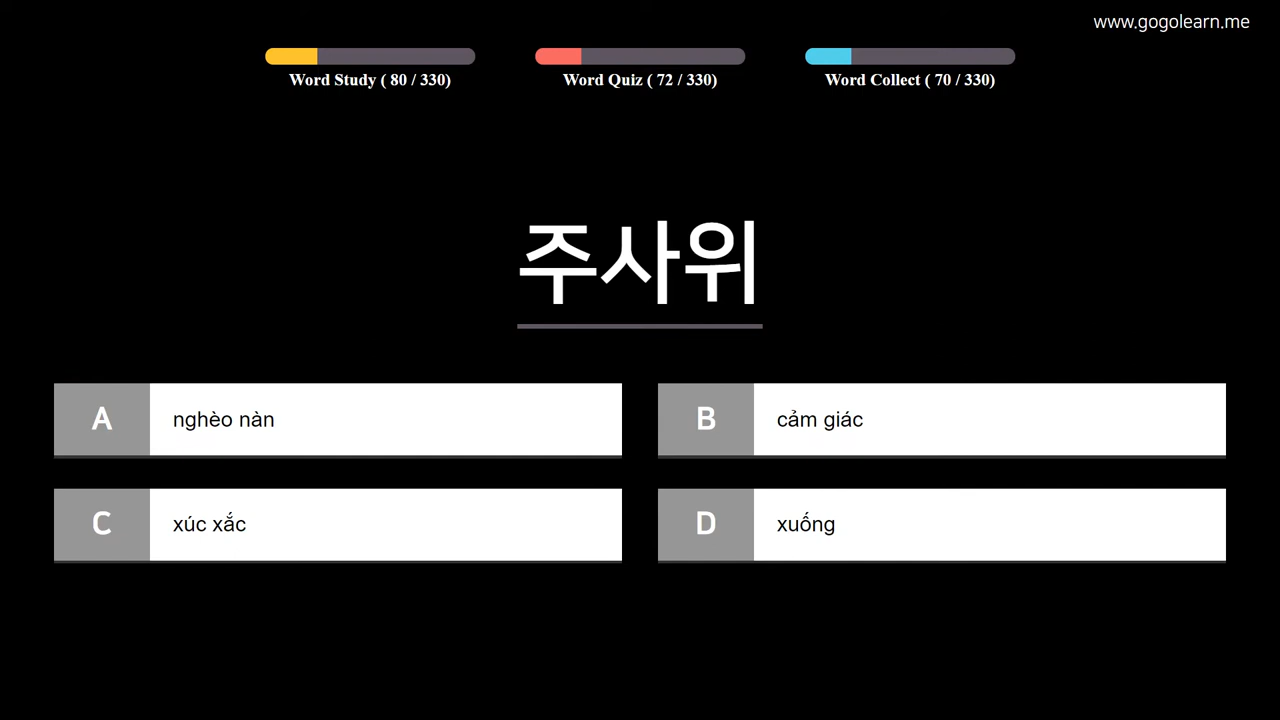 www.gogolearn.me
Word Study ( 80 / 330)
Word Quiz ( 72 / 330)
Word Collect ( 70 / 330)
주사위
A nghèo nàn
B cảm giác
C xúc xắc
D xuống